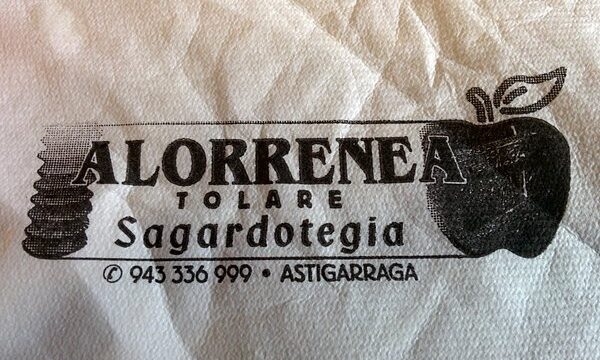 ALORRENEA
TOLARE
Sagardotegia
✆ 943 336 999 • ASTIGARRAGA